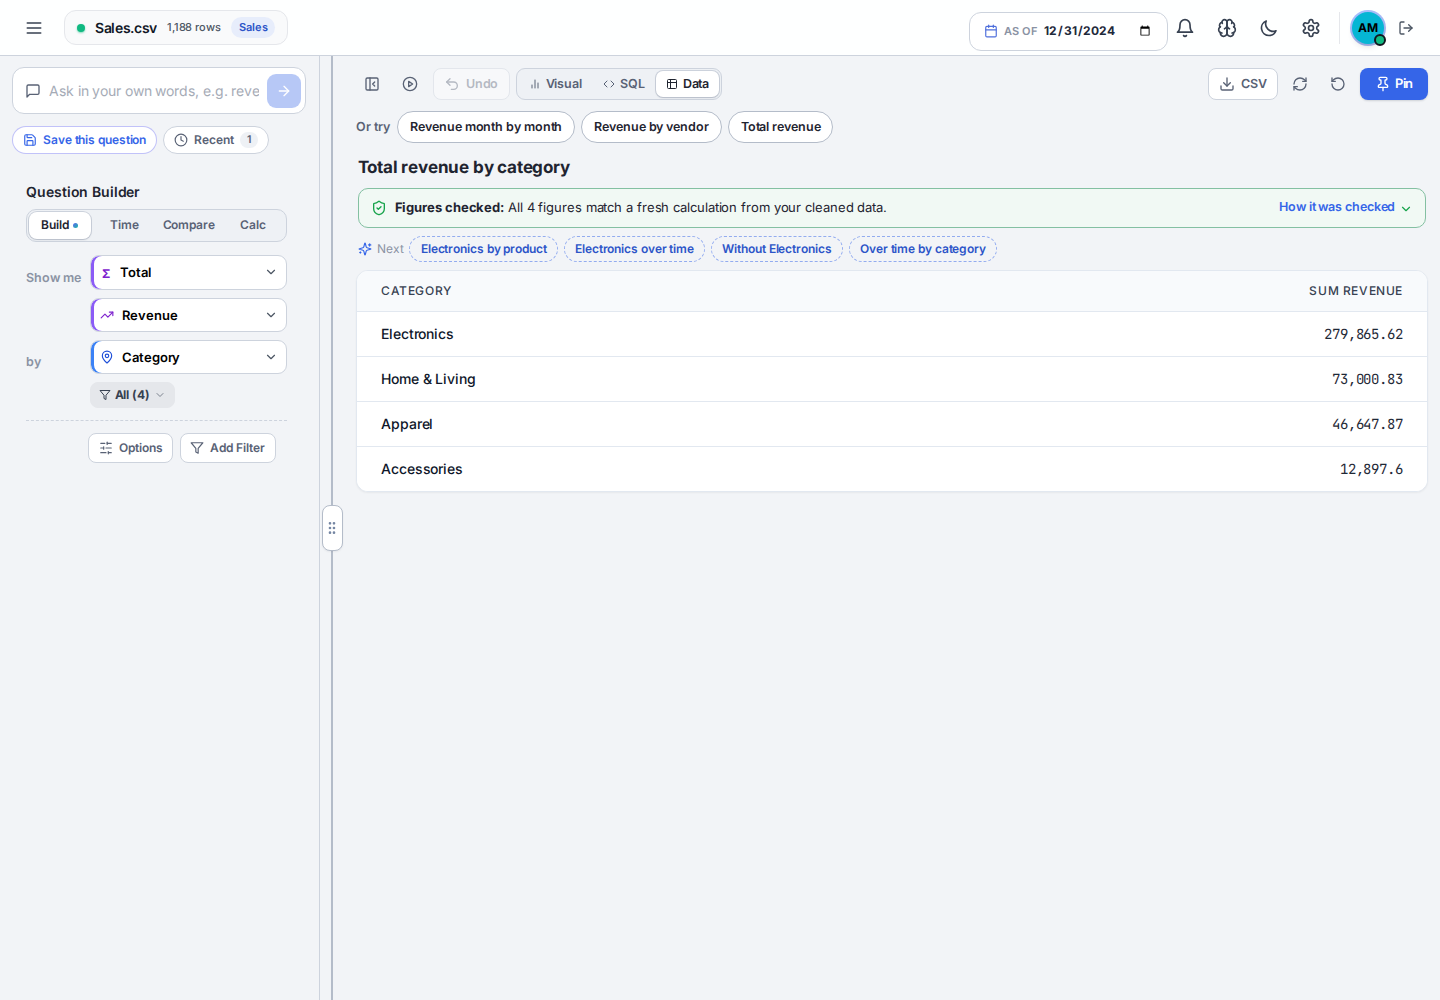 Sales.csv 1,188 rows Sales
AS OF 12/31/2024
AM
Ask in your own words, e.g. reve
Undo Visual SQL Data
CSV Pin
Save this question Recent 1
Or try Revenue month by month Revenue by vendor Total revenue
Total revenue by category
Question Builder
Build Time Compare Calc
Figures checked: All 4 figures match a fresh calculation from your cleaned data. How it was checked
Next Electronics by product Electronics over time Without Electronics Over time by category
Show me Σ Total
Revenue
by Category
All (4)
Options Add Filter
CATEGORY SUM REVENUE
Electronics 279,865.62
Home & Living 73,000.83
Apparel 46,647.87
Accessories 12,897.6